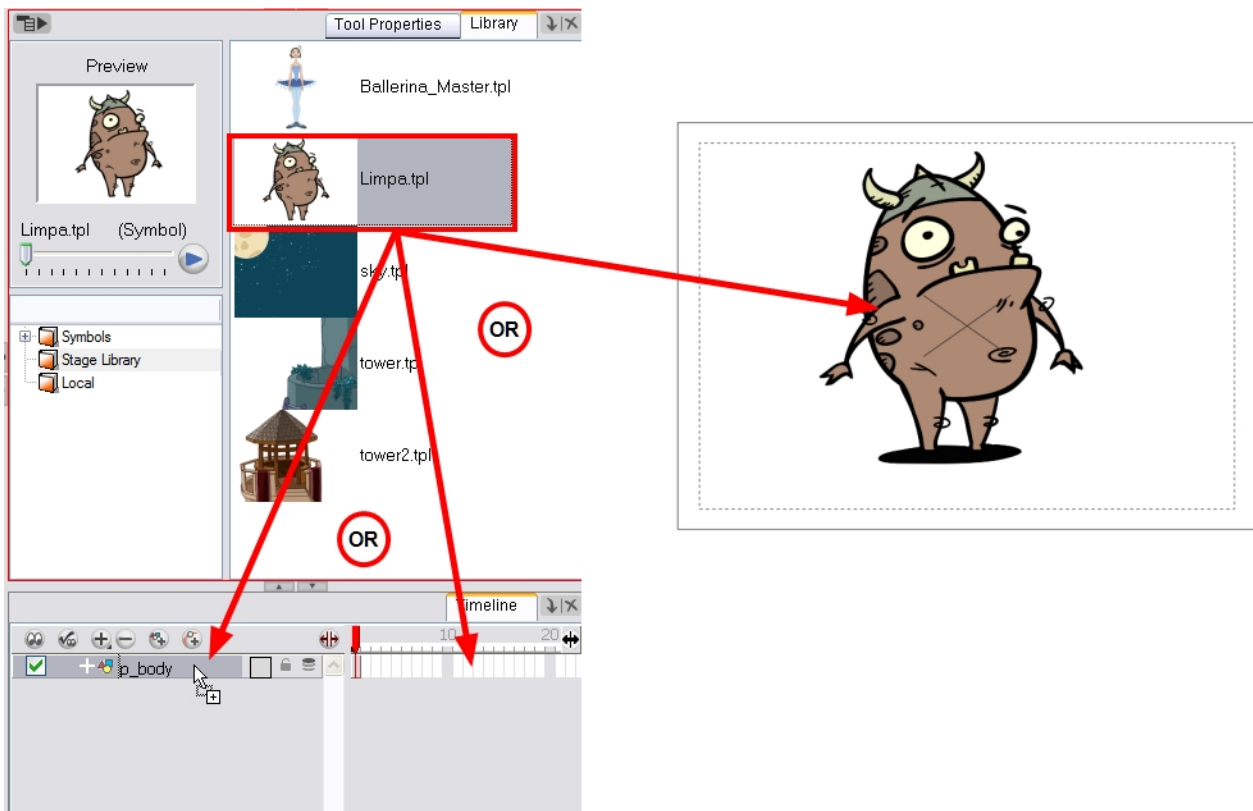 Tool Properties
Library
Preview
Limpa.tpl (Symbol)
Symbols
Stage Library
Local
Ballerina_Master.tpl
Limpa.tpl
sky.tpl
tower.tp
tower2.tpl
OR
OR
Timeline
10
20
p_body